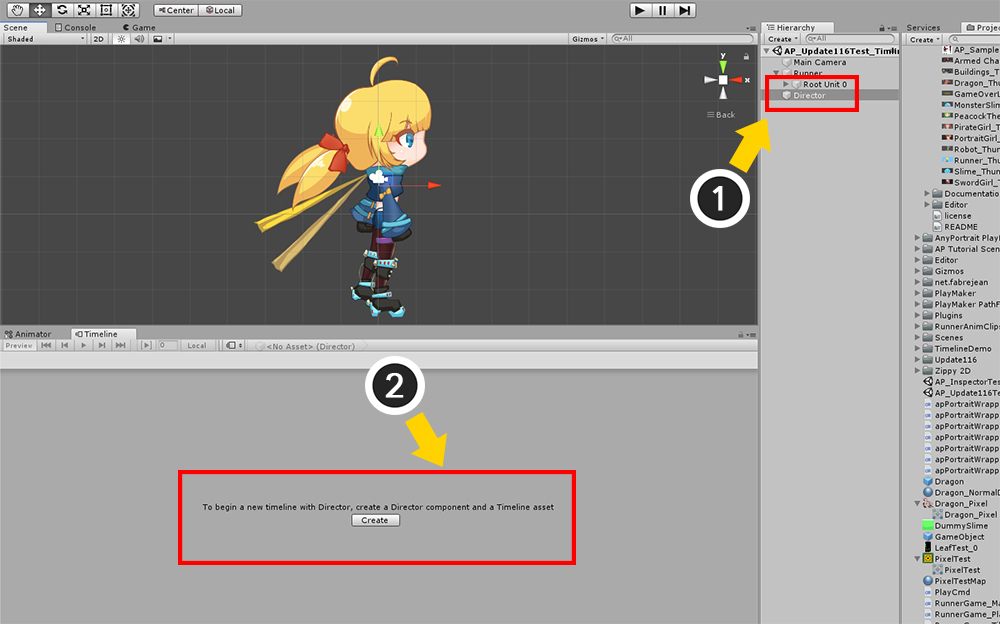 Center
Local
Scene
Console
Game
Shaded
2D
Gizmos
All
y
x
Back
1
Hierarchy
Create
All
AP_Update116Test_Timlin
Main Camera
Runner
Root Unit 0
Director
Services
Projec
Create
AP_Sample
Armed Cha
Buildings_T
Dragon_Thu
GameOverL
MonsterSlim
PeacockThe
PirateGirl_T
PortraitGirl_
Robot_Thun
Runner_Thu
Slime_Thum
SwordGirl_T
Documentatio
Editor
license
README
AnyPortrait PlayM
AP Tutorial Scen
Editor
Gizmos
net.fabrejean
PlayMaker
PlayMaker PathF
Plugins
RunnerAnimClips
Scenes
TimelineDemo
Update116
Zippy 2D
AP_InspectorTes
AP_Update116Te
apPortraitWrapp
apPortraitWrapp
apPortraitWrapp
apPortraitWrapp
apPortraitWrapp
apPortraitWrapp
apPortraitWrapp
Dragon
Dragon_NormalD
Dragon_Pixel
Dragon_Pixel
DummySlime
GameObject
LeafTest_0
PixelTest
PixelTest
PixelTestMap
PlayCmd
RunnerGame_Ma
RunnerGame_Pla
Animator
Timeline
Preview
0
Local
<No Asset> (Director)
2
To begin a new timeline with Director, create a Director component and a Timeline asset
Create